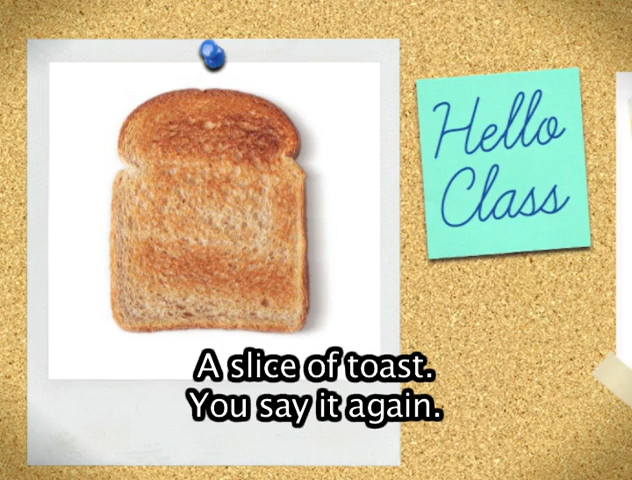 Hello
Class
A slice of toast.
You say it again.